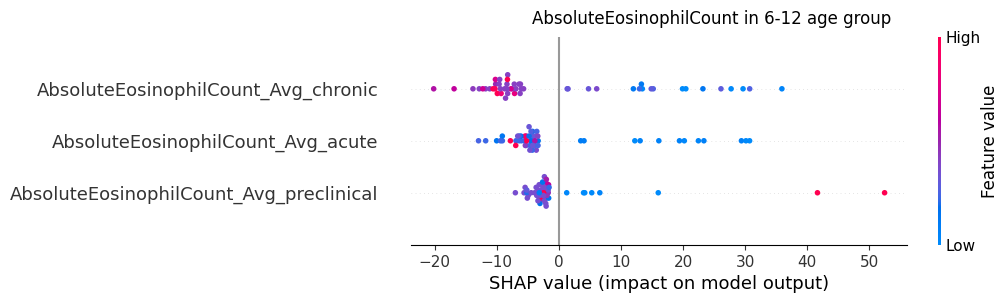 AbsoluteEosinophilCount in 6-12 age group
High
AbsoluteEosinophilCount_Avg_chronic
AbsoluteEosinophilCount_Avg_acute
Feature value
AbsoluteEosinophilCount_Avg_preclinical
Low
−20 −10 0 10 20 30 40 50
SHAP value (impact on model output)